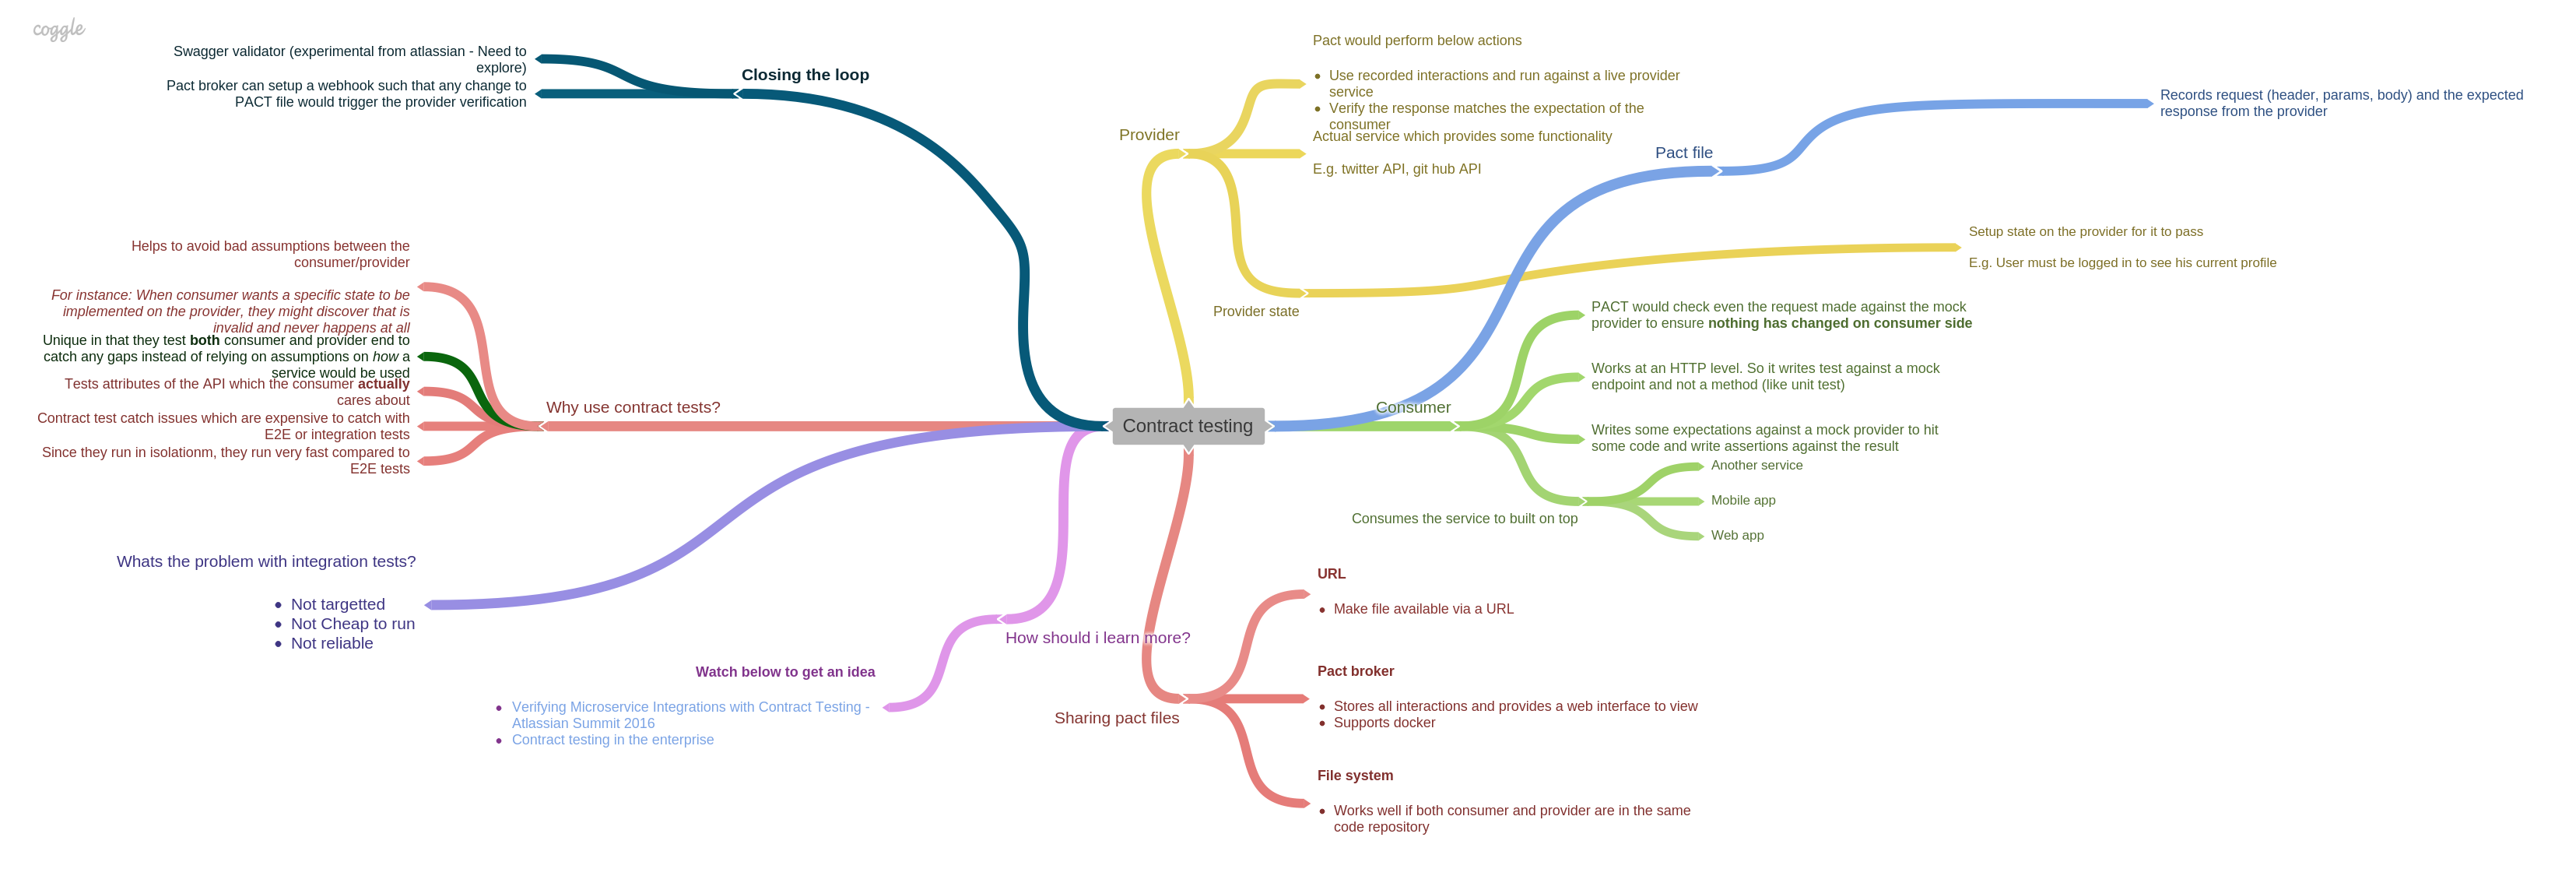 coggle
Swagger validator (experimental from atlassian - Need to
explore)
Pact broker can setup a webhook such that any change to
PACT file would trigger the provider verification
Closing the loop
Helps to avoid bad assumptions between the
consumer/provider
For instance: When consumer wants a specific state to be
implemented on the provider, they might discover that is
invalid and never happens at all
Unique in that they test both consumer and provider end to
catch any gaps instead of relying on assumptions on how a
service would be used
Tests attributes of the API which the consumer actually
cares about
Contract test catch issues which are expensive to catch with
E2E or integration tests
Since they run in isolationm, they run very fast compared to
E2E tests
Why use contract tests?
Whats the problem with integration tests?
• Not targetted
• Not Cheap to run
• Not reliable
How should i learn more?
Watch below to get an idea
• Verifying Microservice Integrations with Contract Testing -
Atlassian Summit 2016
• Contract testing in the enterprise
Contract testing
Provider
Pact would perform below actions
• Use recorded interactions and run against a live provider
service
• Verify the response matches the expectation of the
consumer
Actual service which provides some functionality
E.g. twitter API, git hub API
Provider state
Setup state on the provider for it to pass
E.g. User must be logged in to see his current profile
Pact file
Records request (header, params, body) and the expected
response from the provider
Consumer
PACT would check even the request made against the mock
provider to ensure nothing has changed on consumer side
Works at an HTTP level. So it writes test against a mock
endpoint and not a method (like unit test)
Writes some expectations against a mock provider to hit
some code and write assertions against the result
Consumes the service to built on top
Another service
Mobile app
Web app
Sharing pact files
URL
• Make file available via a URL
Pact broker
• Stores all interactions and provides a web interface to view
• Supports docker
File system
• Works well if both consumer and provider are in the same
code repository